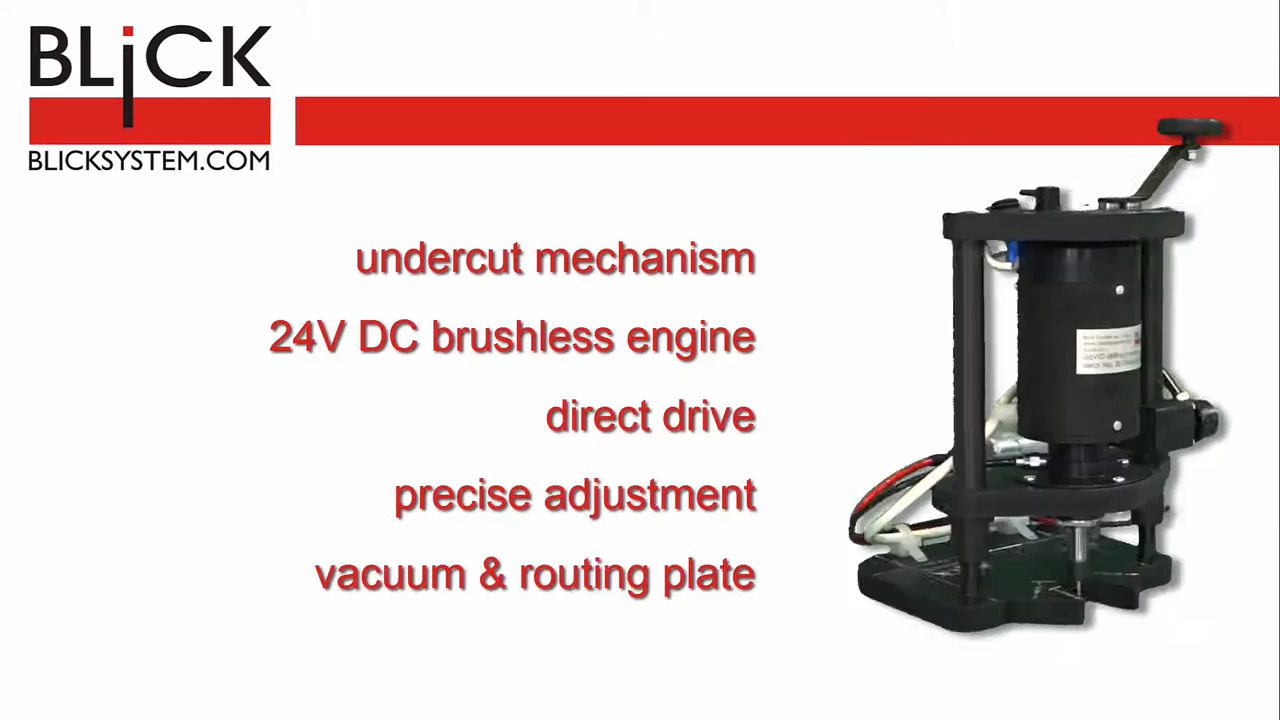 BLiCK
BLICKSYSTEM.COM
undercut mechanism
24V DC brushless engine
direct drive
precise adjustment
vacuum & routing plate